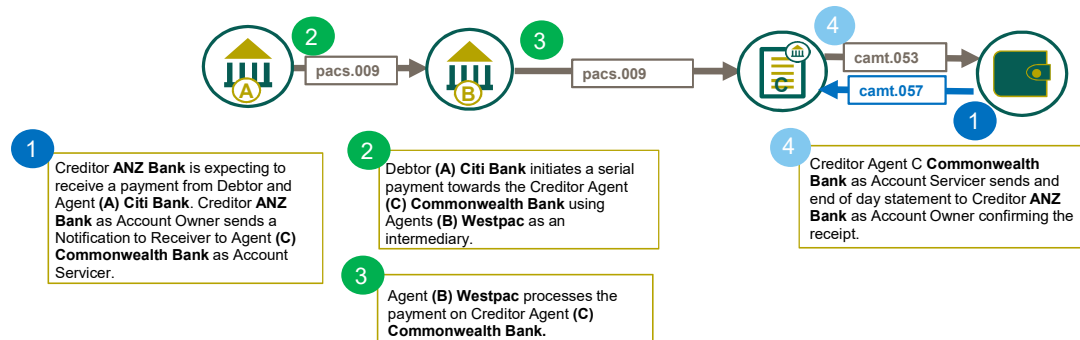 2
3
4
A
pacs.009
B
pacs.009
C
camt.053
camt.057
1
1
Creditor ANZ Bank is expecting to
receive a payment from Debtor and
Agent (A) Citi Bank. Creditor ANZ
Bank as Account Owner sends a
Notification to Receiver to Agent (C)
Commonwealth Bank as Account
Servicer.
2
Debtor (A) Citi Bank initiates a serial
payment towards the Creditor Agent
(C) Commonwealth Bank using
Agents (B) Westpac as an
intermediary.
3
Agent (B) Westpac processes the
payment on Creditor Agent (C)
Commonwealth Bank.
4
Creditor Agent C Commonwealth
Bank as Account Servicer sends and
end of day statement to Creditor ANZ
Bank as Account Owner confirming the
receipt.